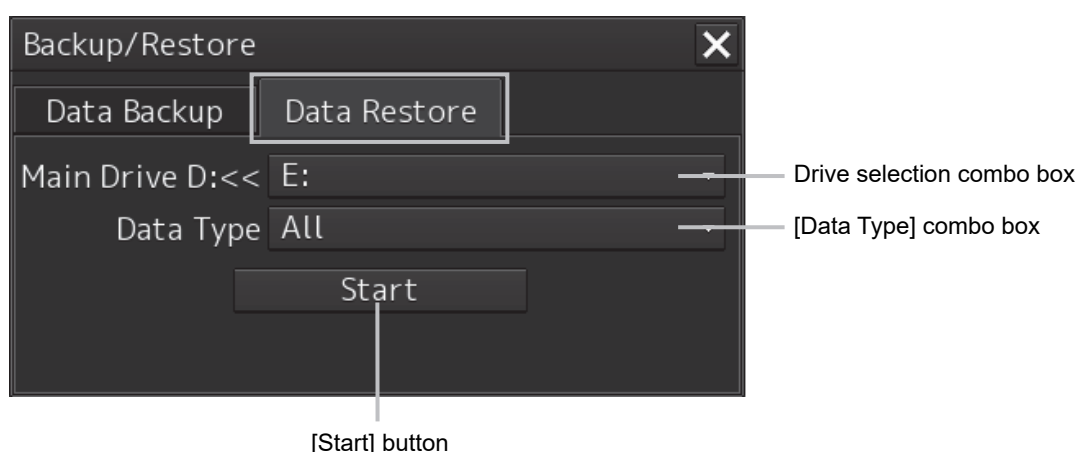 Backup/Restore
Data Backup Data Restore
Main Drive D:<< E: Drive selection combo box
Data Type All [Data Type] combo box
Start
[Start] button